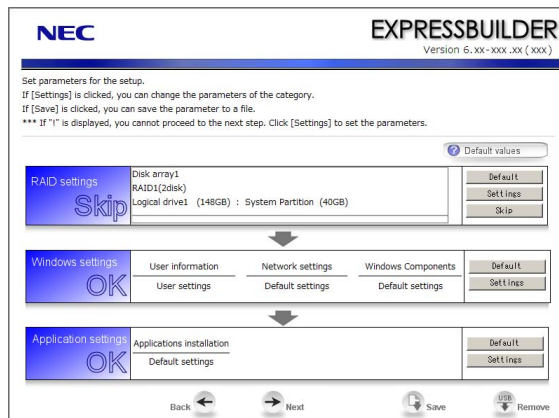 NEC
EXPRESSBUILDER
Version 6.xx-xxx.xx (xxx)
Set parameters for the setup.
If [Settings] is clicked, you can change the parameters of the category.
If [Save] is clicked, you can save the parameter to a file.
*** If "!" is displayed, you cannot proceed to the next step. Click [Settings] to set the parameters.
? Default values
RAID settings
Skip
Disk array1
RAID1(2disk)
Logical drive1 (148GB) : System Partition (40GB)
Default
Settings
Skip
Windows settings
OK
User information Network settings Windows Components
User settings Default settings Default settings
Default
Settings
Application settings
OK
Applications installation
Default settings
Default
Settings
Back Next Save USB Remove